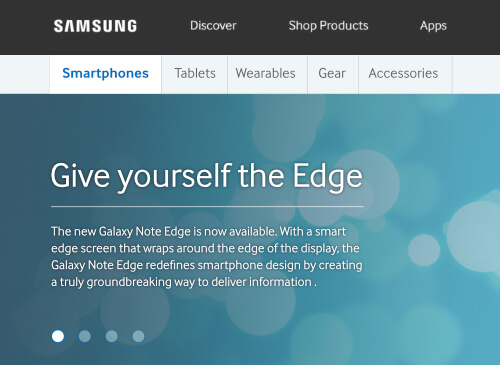 SAMSUNG Discover Shop Products Apps
Smartphones Tablets Wearables Gear Accessories
Give yourself the Edge
The new Galaxy Note Edge is now available. With a smart
edge screen that wraps around the edge of the display, the
Galaxy Note Edge redefines smartphone design by creating
a truly groundbreaking way to deliver information .